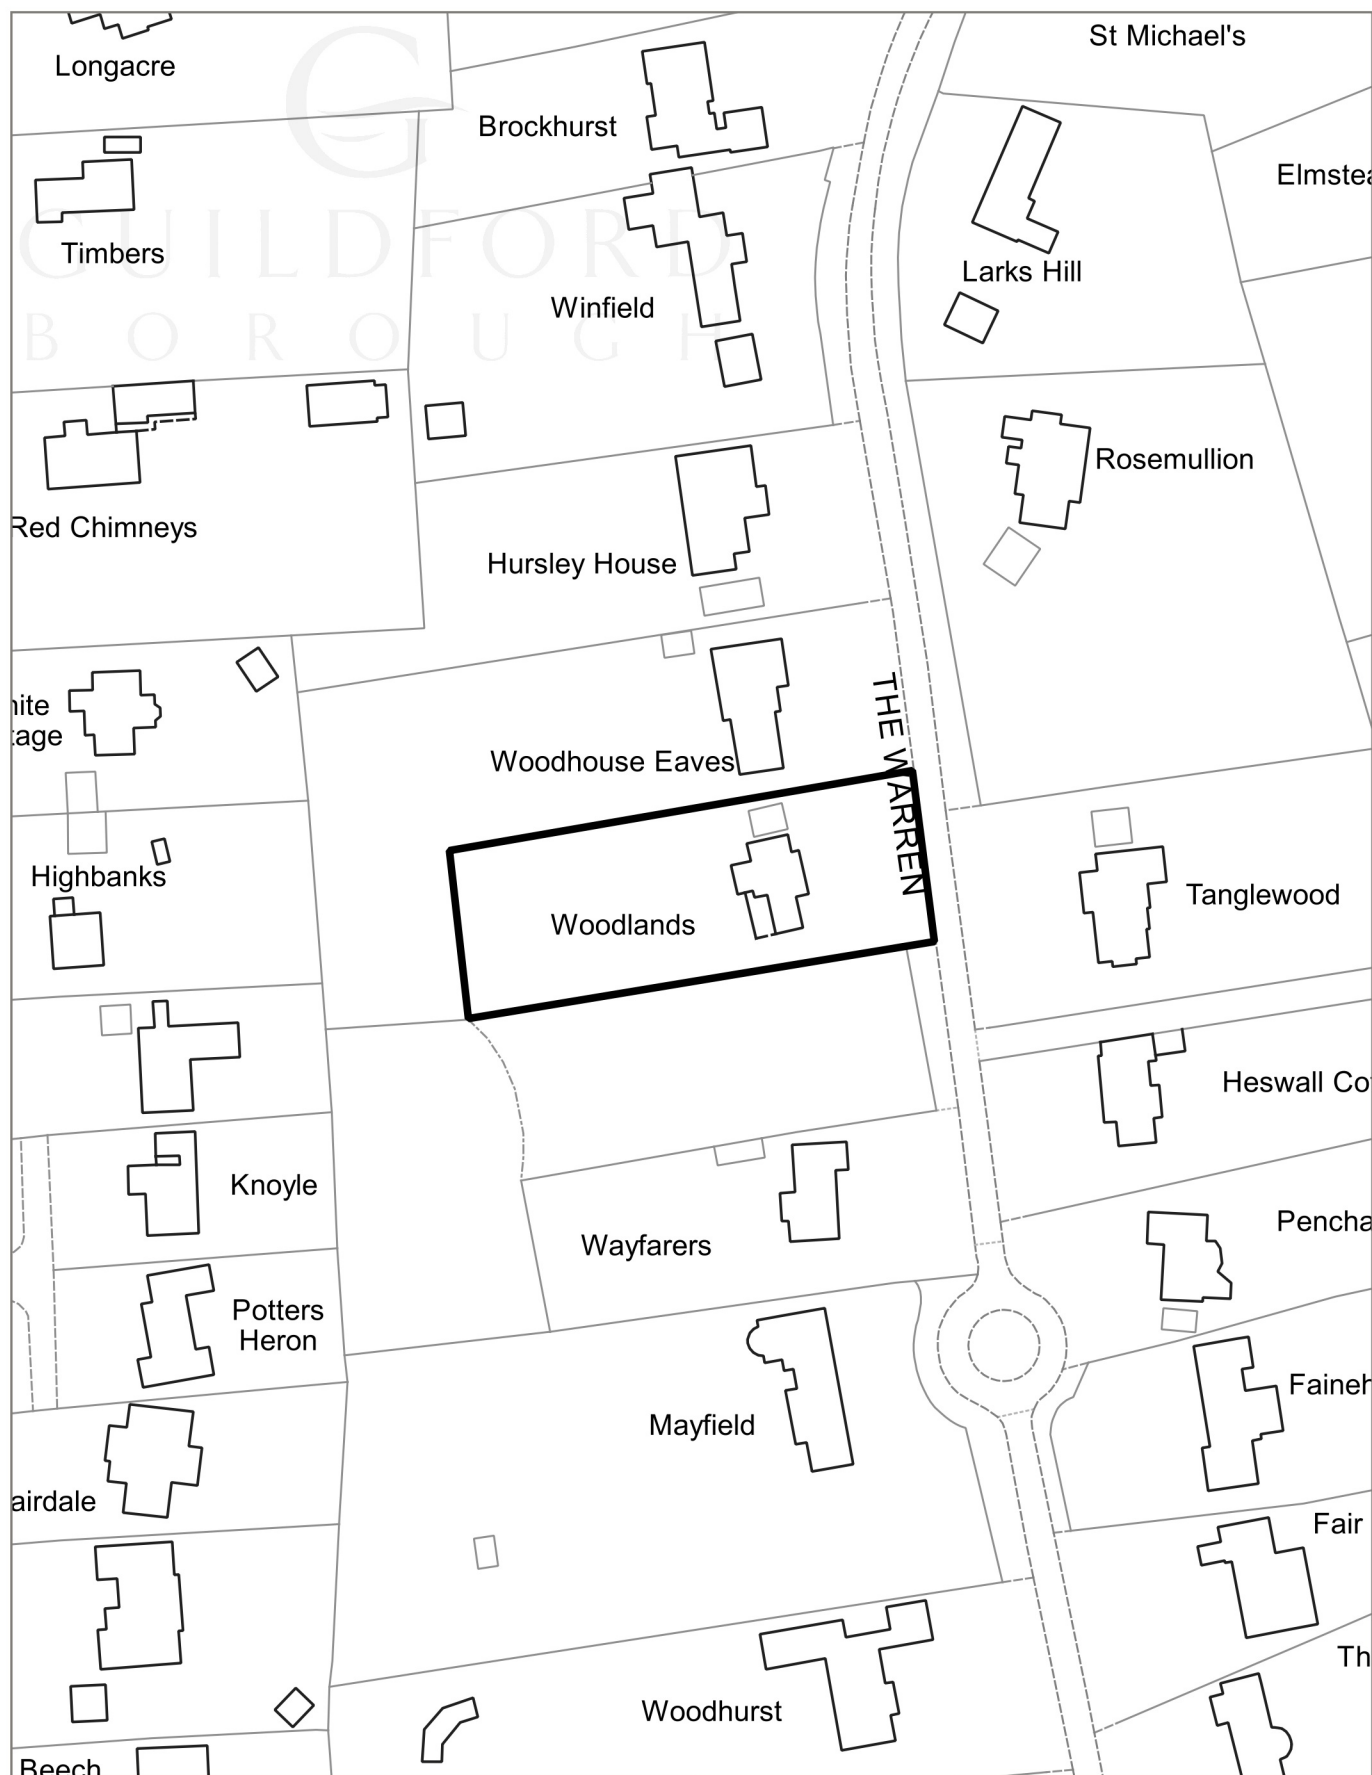 St Michael's
Longacre
Brockhurst
Elmste
GUILDFORD
Timbers
Larks Hill
Winfield
BOROUGH
Rosemullion
Red Chimneys
Hursley House
THE WARREN
ite
tage
Woodhouse Eaves
Highbanks
Tanglewood
Woodlands
Heswall Co
Knoyle
Pencha
Wayfarers
Potters
Heron
Faineh
Mayfield
airdale
Fair
Th
Woodhurst
Beech